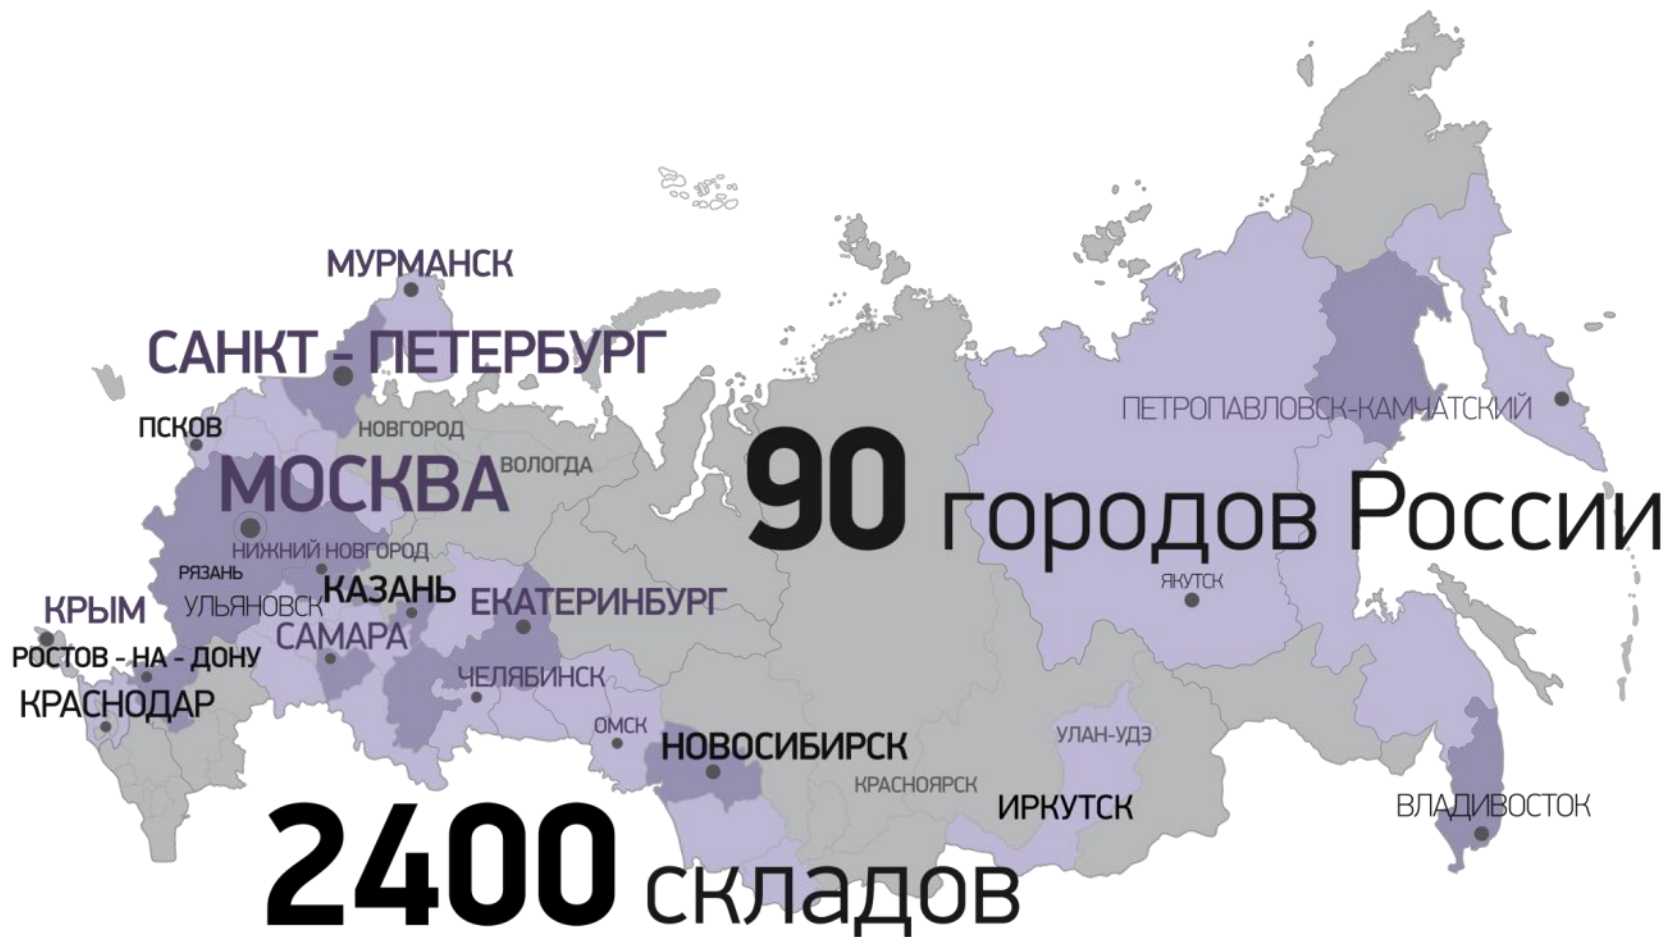 МУРМАНСК
САНКТ - ПЕТЕРБУРГ
ПСКОВ
НОВГОРОД
МОСКВА
ВОЛОГДА
90 городов России
ПЕТРОПАВЛОВСК-КАМЧАТСКИЙ
НИЖНИЙ НОВГОРОД
РЯЗАНЬ
КАЗАНЬ
ЯКУТСК
КРЫМ
УЛЬЯНОВСК
ЕКАТЕРИНБУРГ
САМАРА
РОСТОВ - НА - ДОНУ
ЧЕЛЯБИНСК
КРАСНОДАР
ОМСК
НОВОСИБИРСК
УЛАН-УДЭ
КРАСНОЯРСК
ИРКУТСК
ВЛАДИВОСТОК
2400 складов